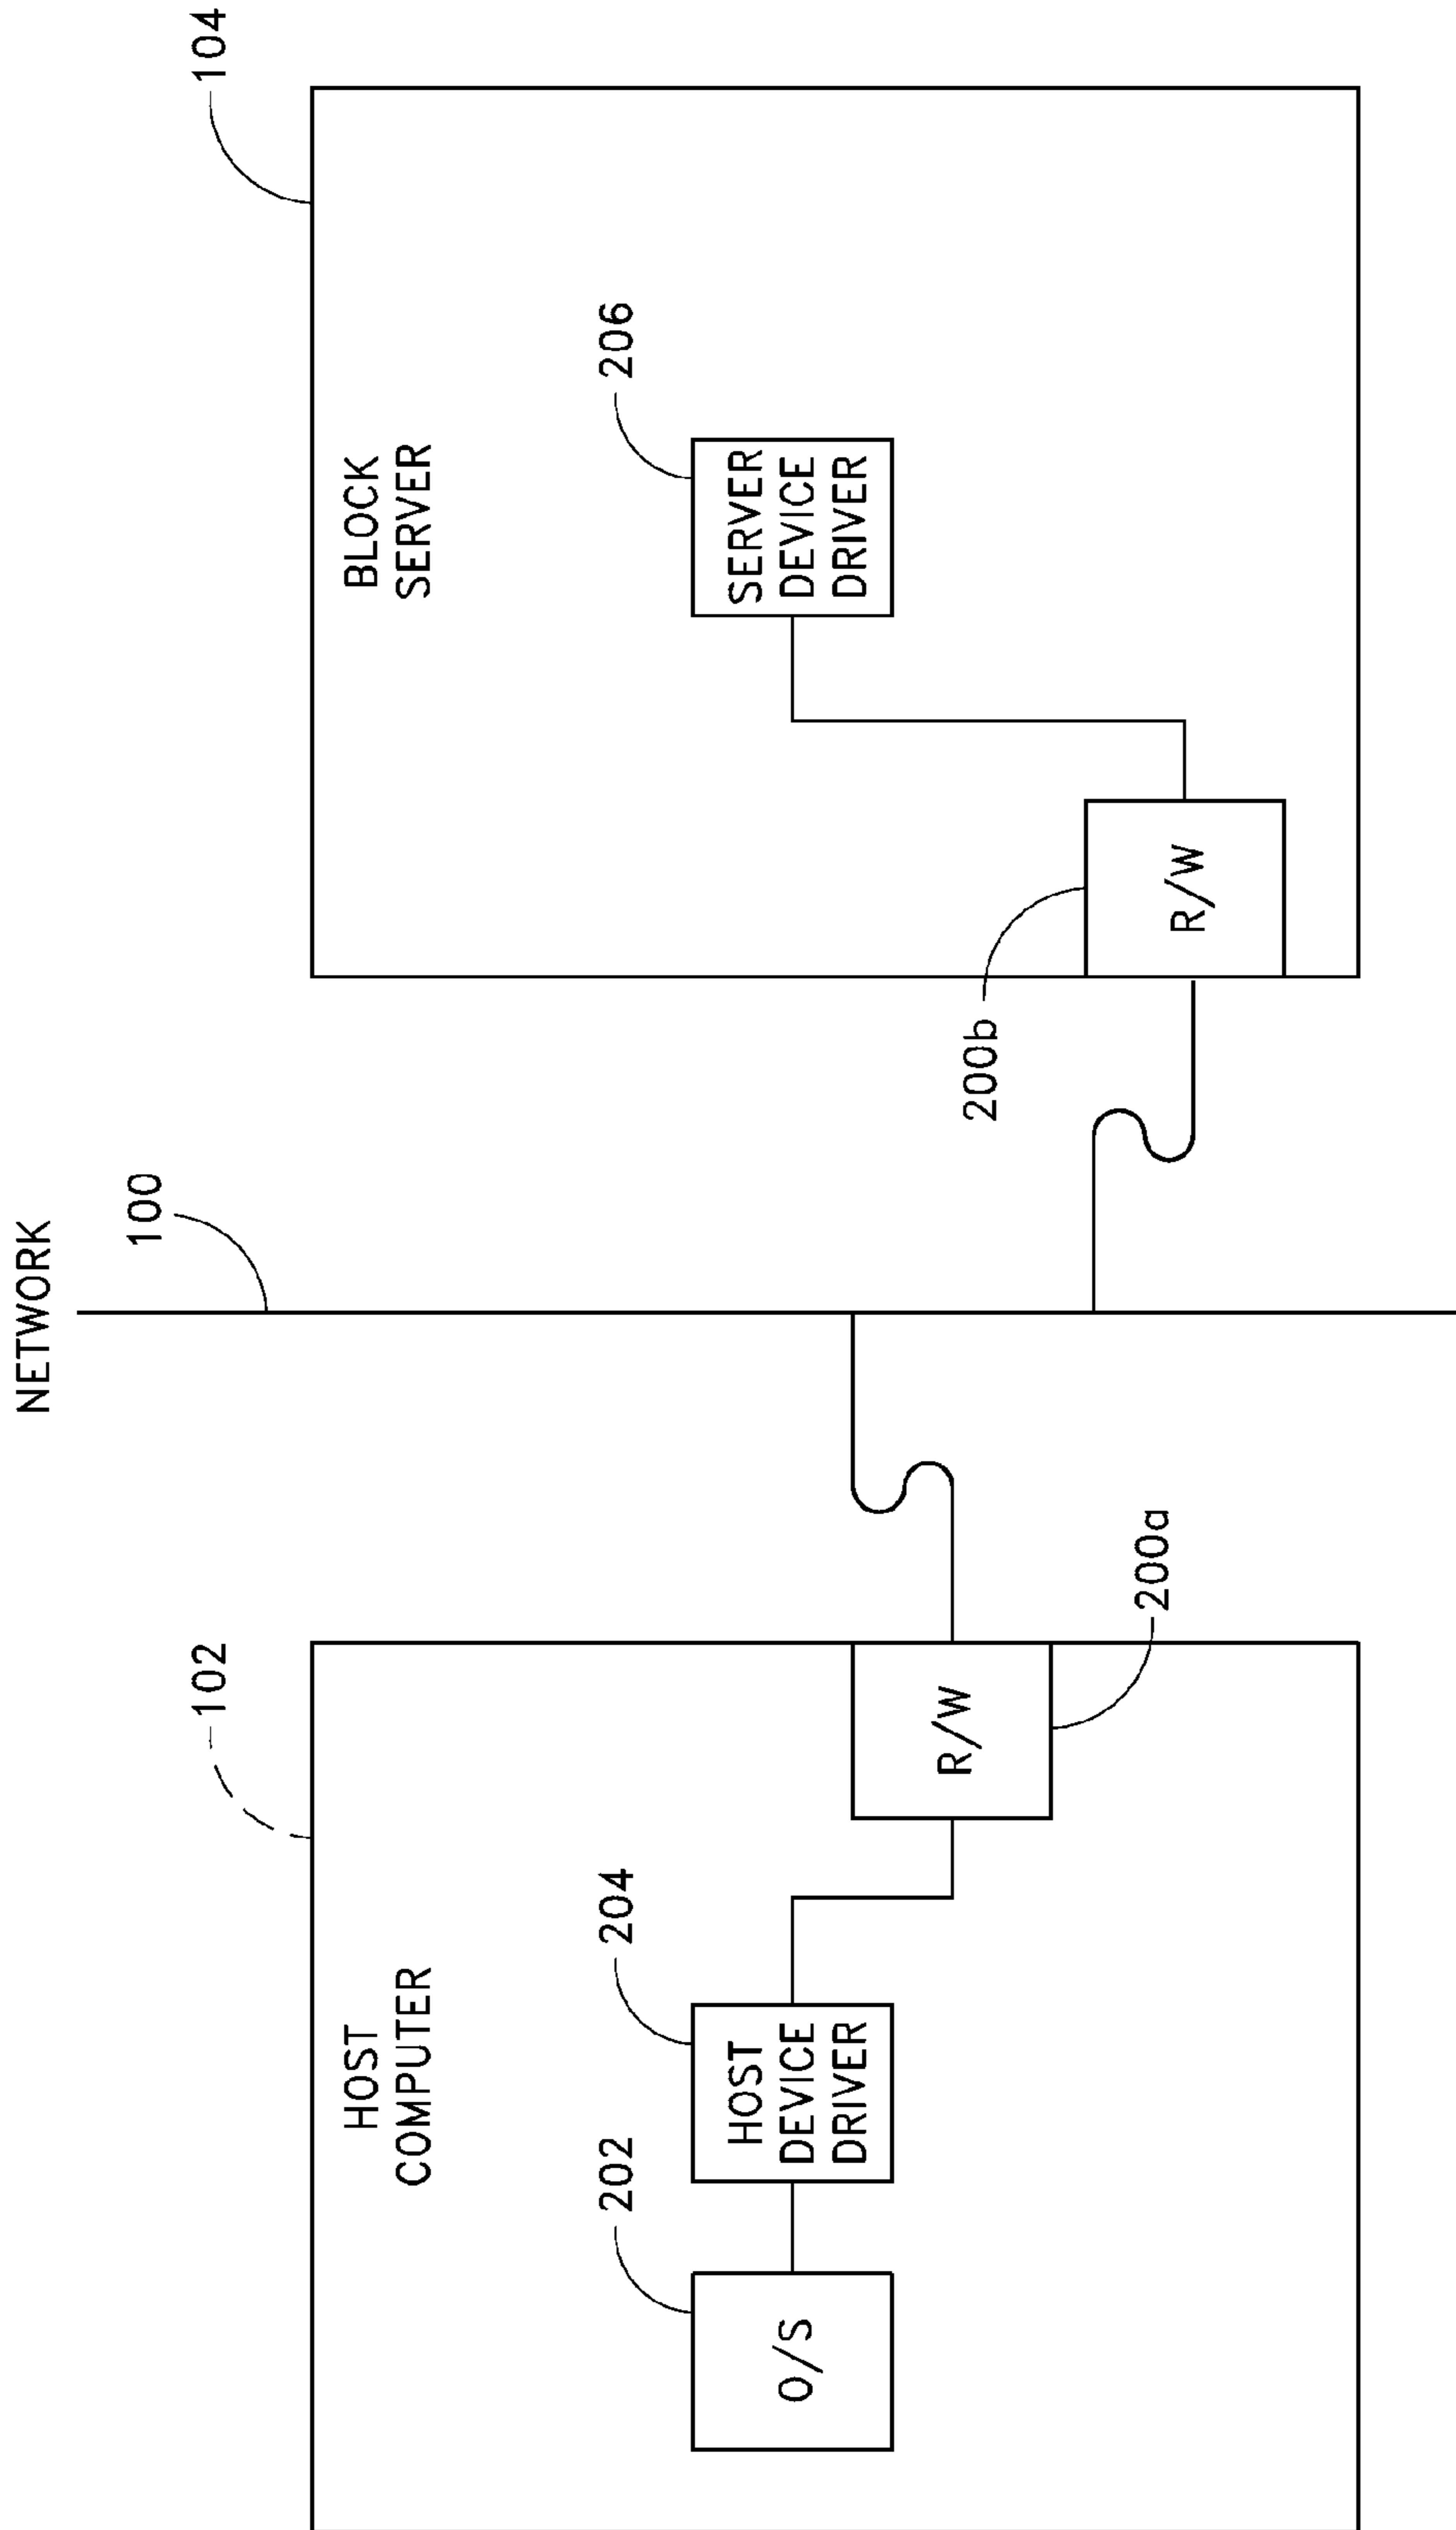 NETWORK
100
102
104
HOST
COMPUTER
BLOCK
SERVER
202
204
206
O/S
HOST
DEVICE
DRIVER
SERVER
DEVICE
DRIVER
R/W
200a
200b
R/W